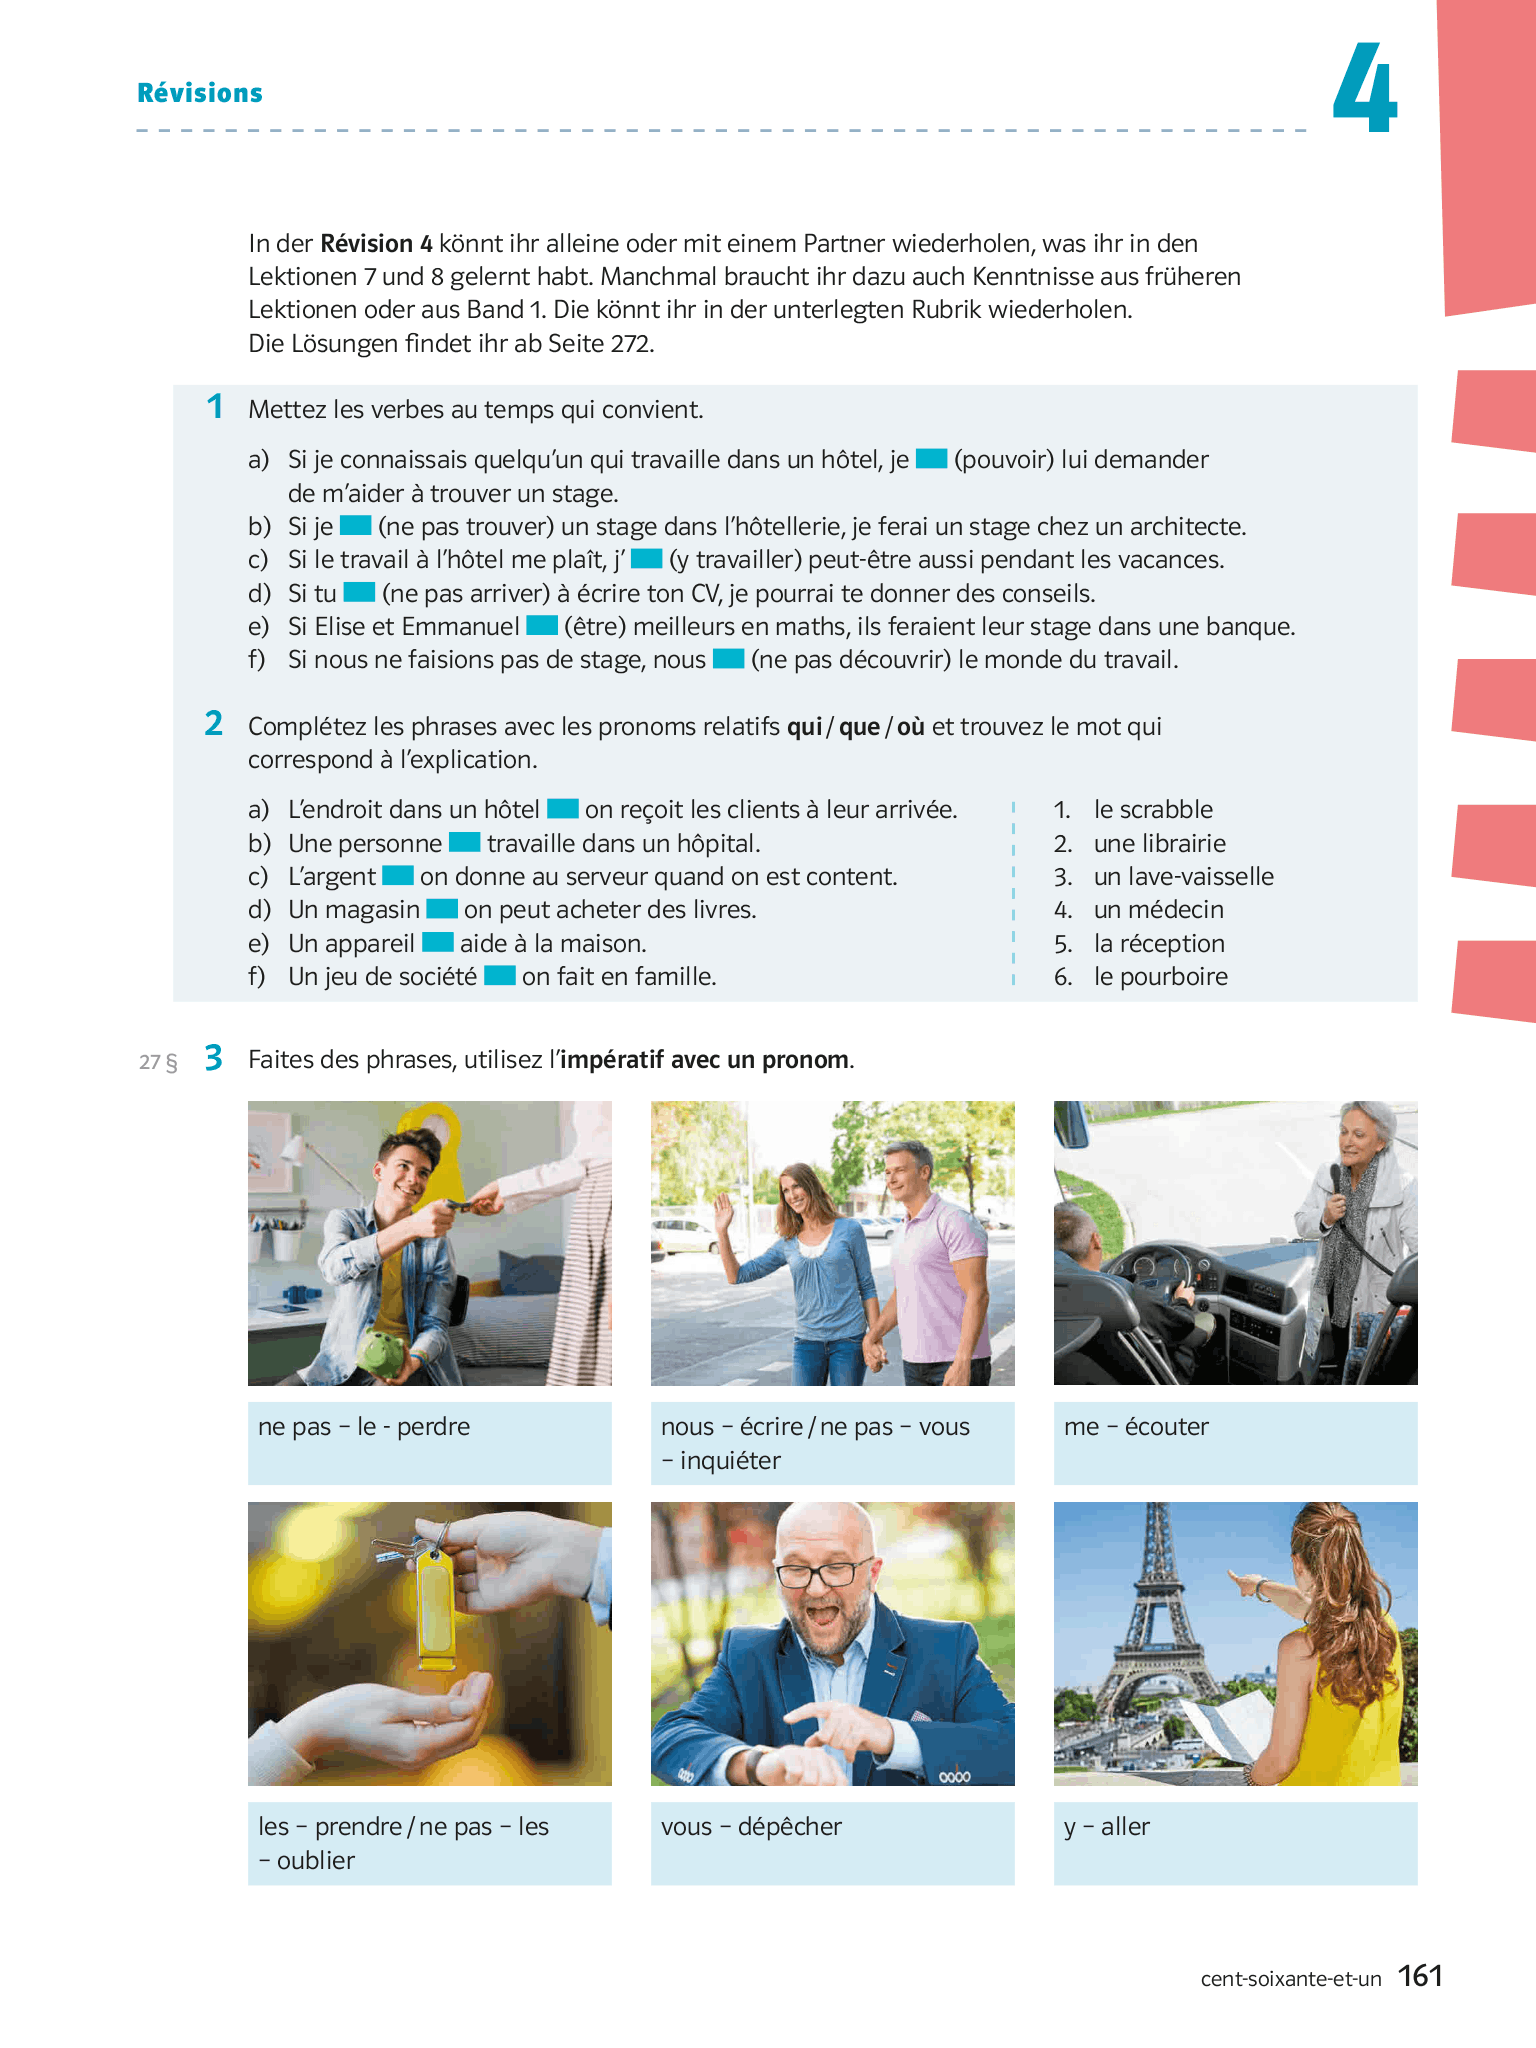 Révisions
4
In der Révision 4 könnt ihr alleine oder mit einem Partner wiederholen, was ihr in den
Lektionen 7 und 8 gelernt habt. Manchmal braucht ihr dazu auch Kenntnisse aus früheren
Lektionen oder aus Band 1. Die könnt ihr in der unterlegten Rubrik wiederholen.
Die Lösungen findet ihr ab Seite 272.
1 Mettez les verbes au temps qui convient.
a) Si je connaissais quelqu’un qui travaille dans un hôtel, je (pouvoir) lui demander
de m’aider à trouver un stage.
b) Si je (ne pas trouver) un stage dans l’hôtellerie, je ferai un stage chez un architecte.
c) Si le travail à l’hôtel me plaît, j’ (y travailler) peut-être aussi pendant les vacances.
d) Si tu (ne pas arriver) à écrire ton CV, je pourrai te donner des conseils.
e) Si Elise et Emmanuel (être) meilleurs en maths, ils feraient leur stage dans une banque.
f) Si nous ne faisions pas de stage, nous (ne pas découvrir) le monde du travail.
2 Complétez les phrases avec les pronoms relatifs qui / que / où et trouvez le mot qui
correspond à l’explication.
a) L’endroit dans un hôtel on reçoit les clients à leur arrivée.
b) Une personne travaille dans un hôpital.
c) L’argent on donne au serveur quand on est content.
d) Un magasin on peut acheter des livres.
e) Un appareil aide à la maison.
f) Un jeu de société on fait en famille.
1. le scrabble
2. une librairie
3. un lave-vaisselle
4. un médecin
5. la réception
6. le pourboire
27 § 3 Faites des phrases, utilisez l’impératif avec un pronom.
ne pas – le - perdre
nous – écrire / ne pas – vous
– inquiéter
me – écouter
les – prendre / ne pas – les
– oublier
vous – dépêcher
y – aller
cent-soixante-et-un 161